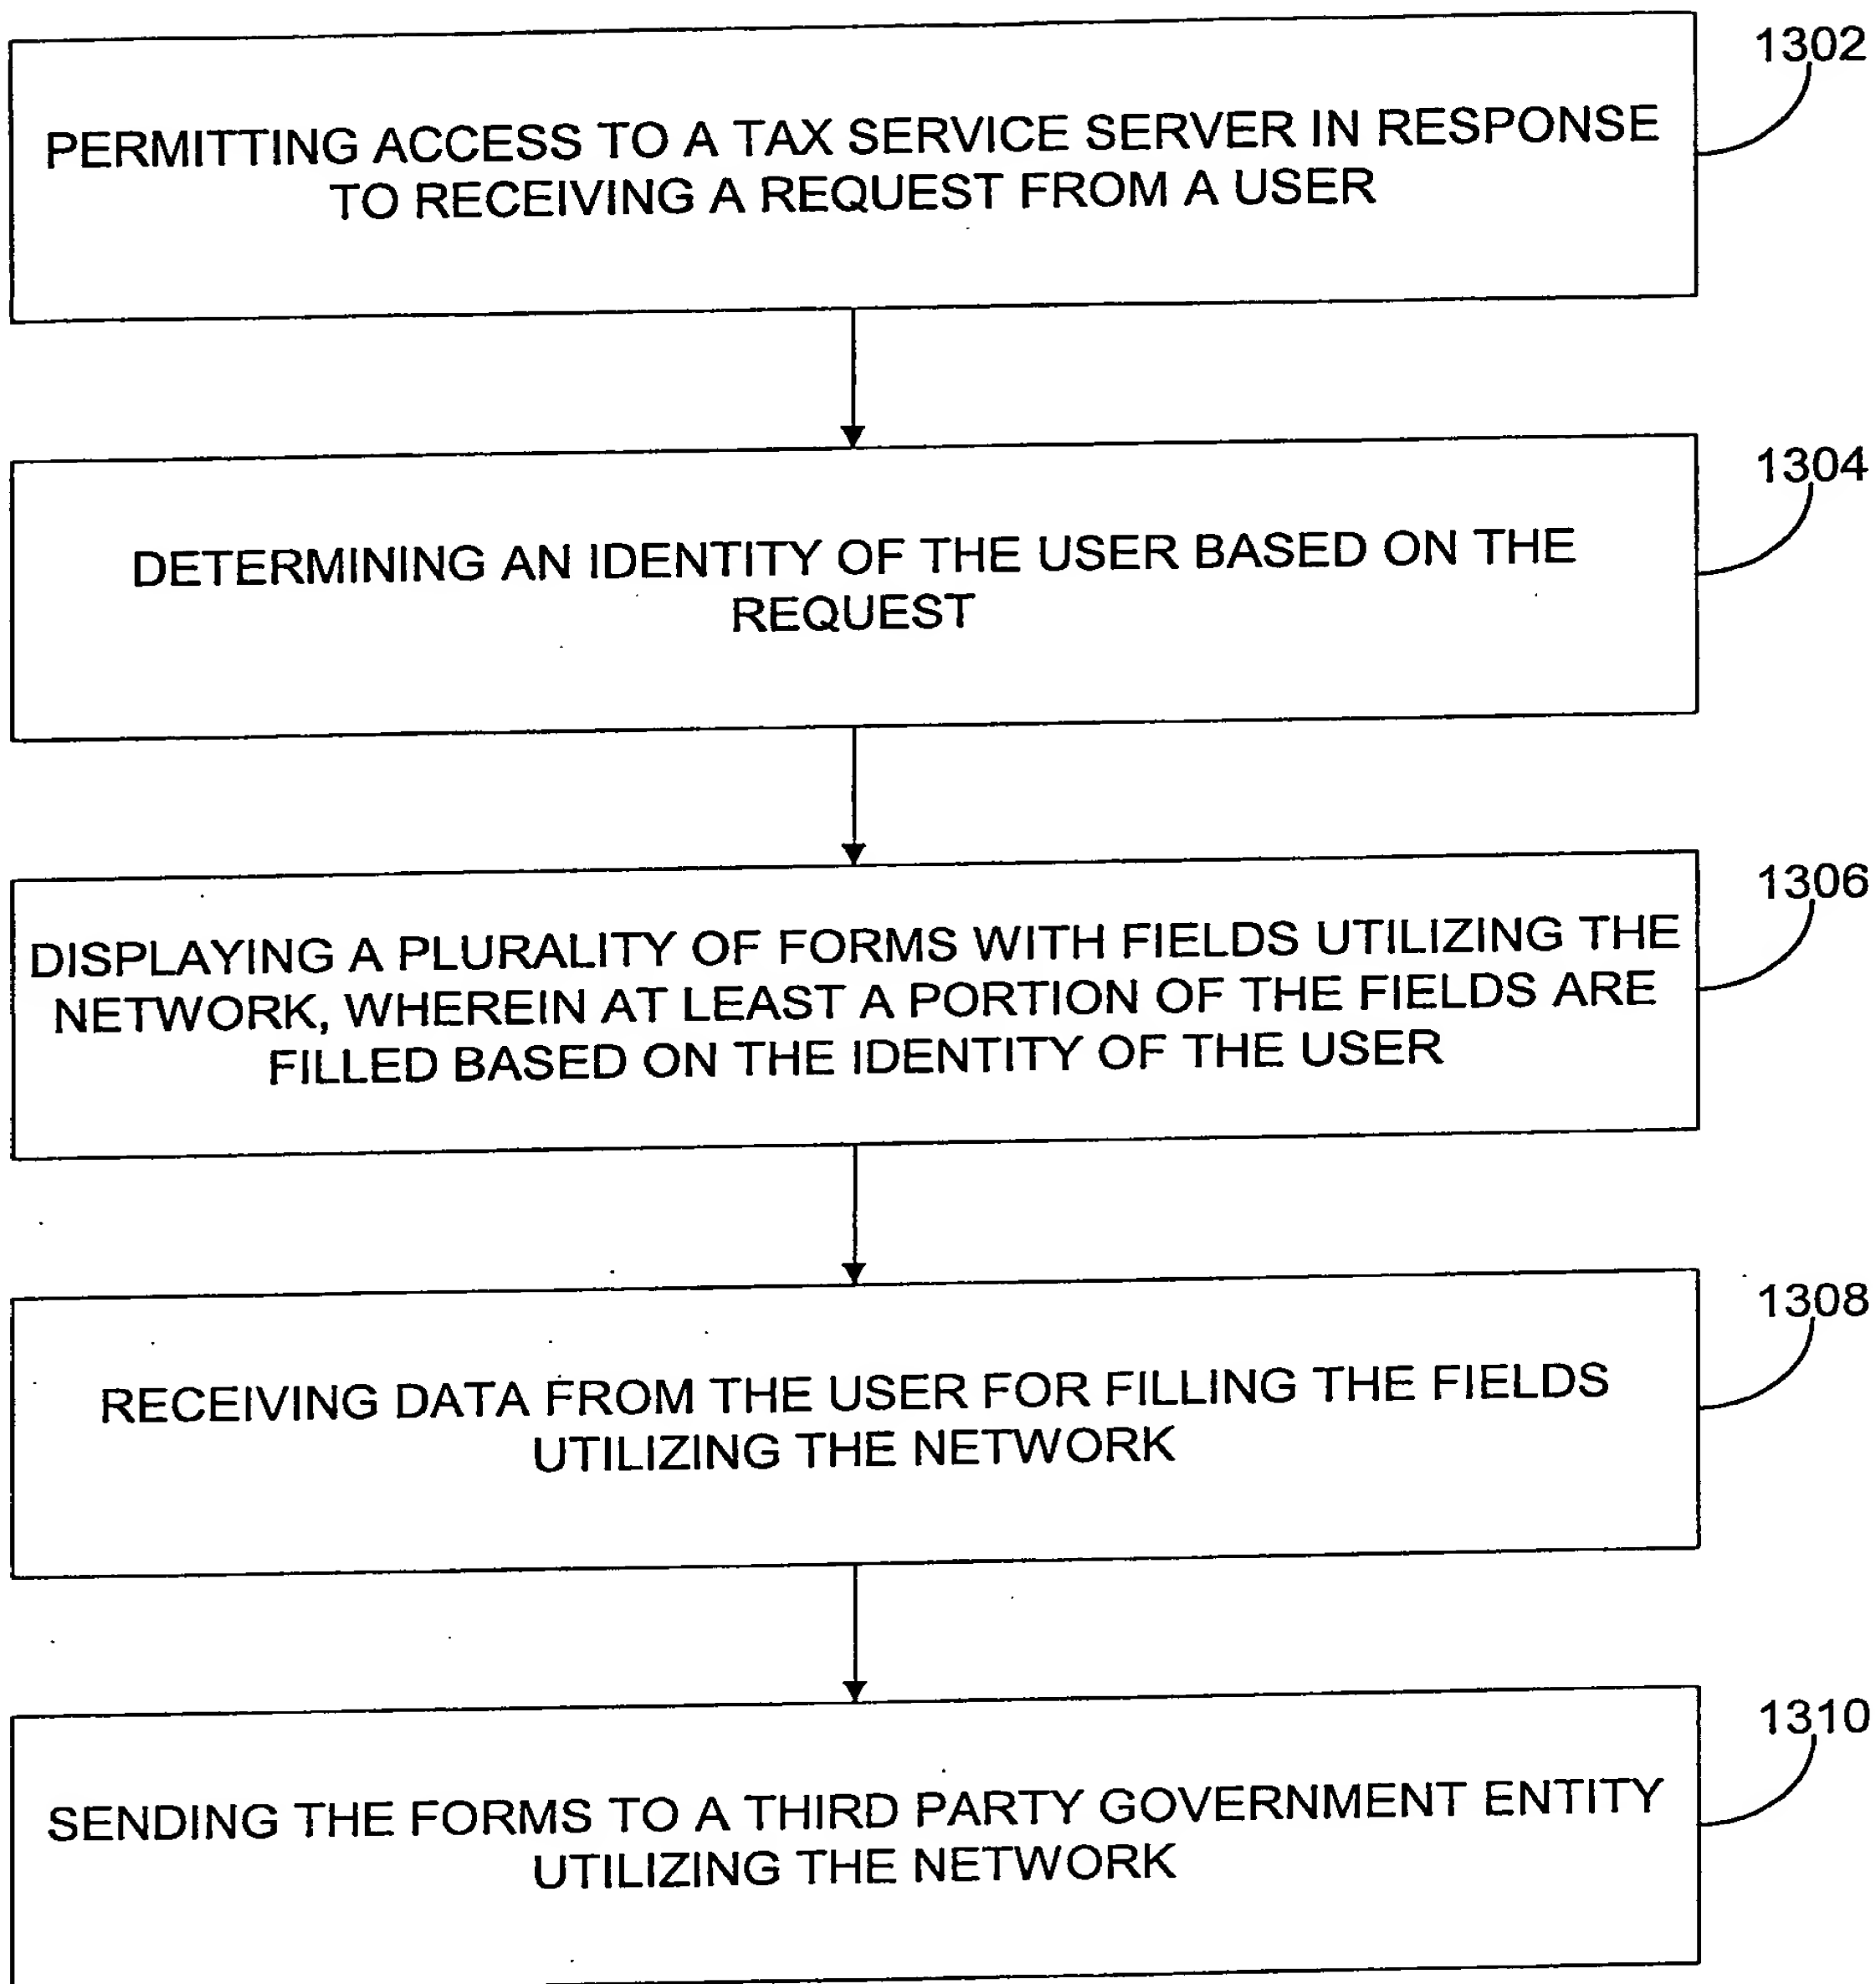 1302
PERMITTING ACCESS TO A TAX SERVICE SERVER IN RESPONSE
TO RECEIVING A REQUEST FROM A USER
1304
DETERMINING AN IDENTITY OF THE USER BASED ON THE
REQUEST
1306
DISPLAYING A PLURALITY OF FORMS WITH FIELDS UTILIZING THE
NETWORK, WHEREIN AT LEAST A PORTION OF THE FIELDS ARE
FILLED BASED ON THE IDENTITY OF THE USER
1308
RECEIVING DATA FROM THE USER FOR FILLING THE FIELDS
UTILIZING THE NETWORK
1310
SENDING THE FORMS TO A THIRD PARTY GOVERNMENT ENTITY
UTILIZING THE NETWORK